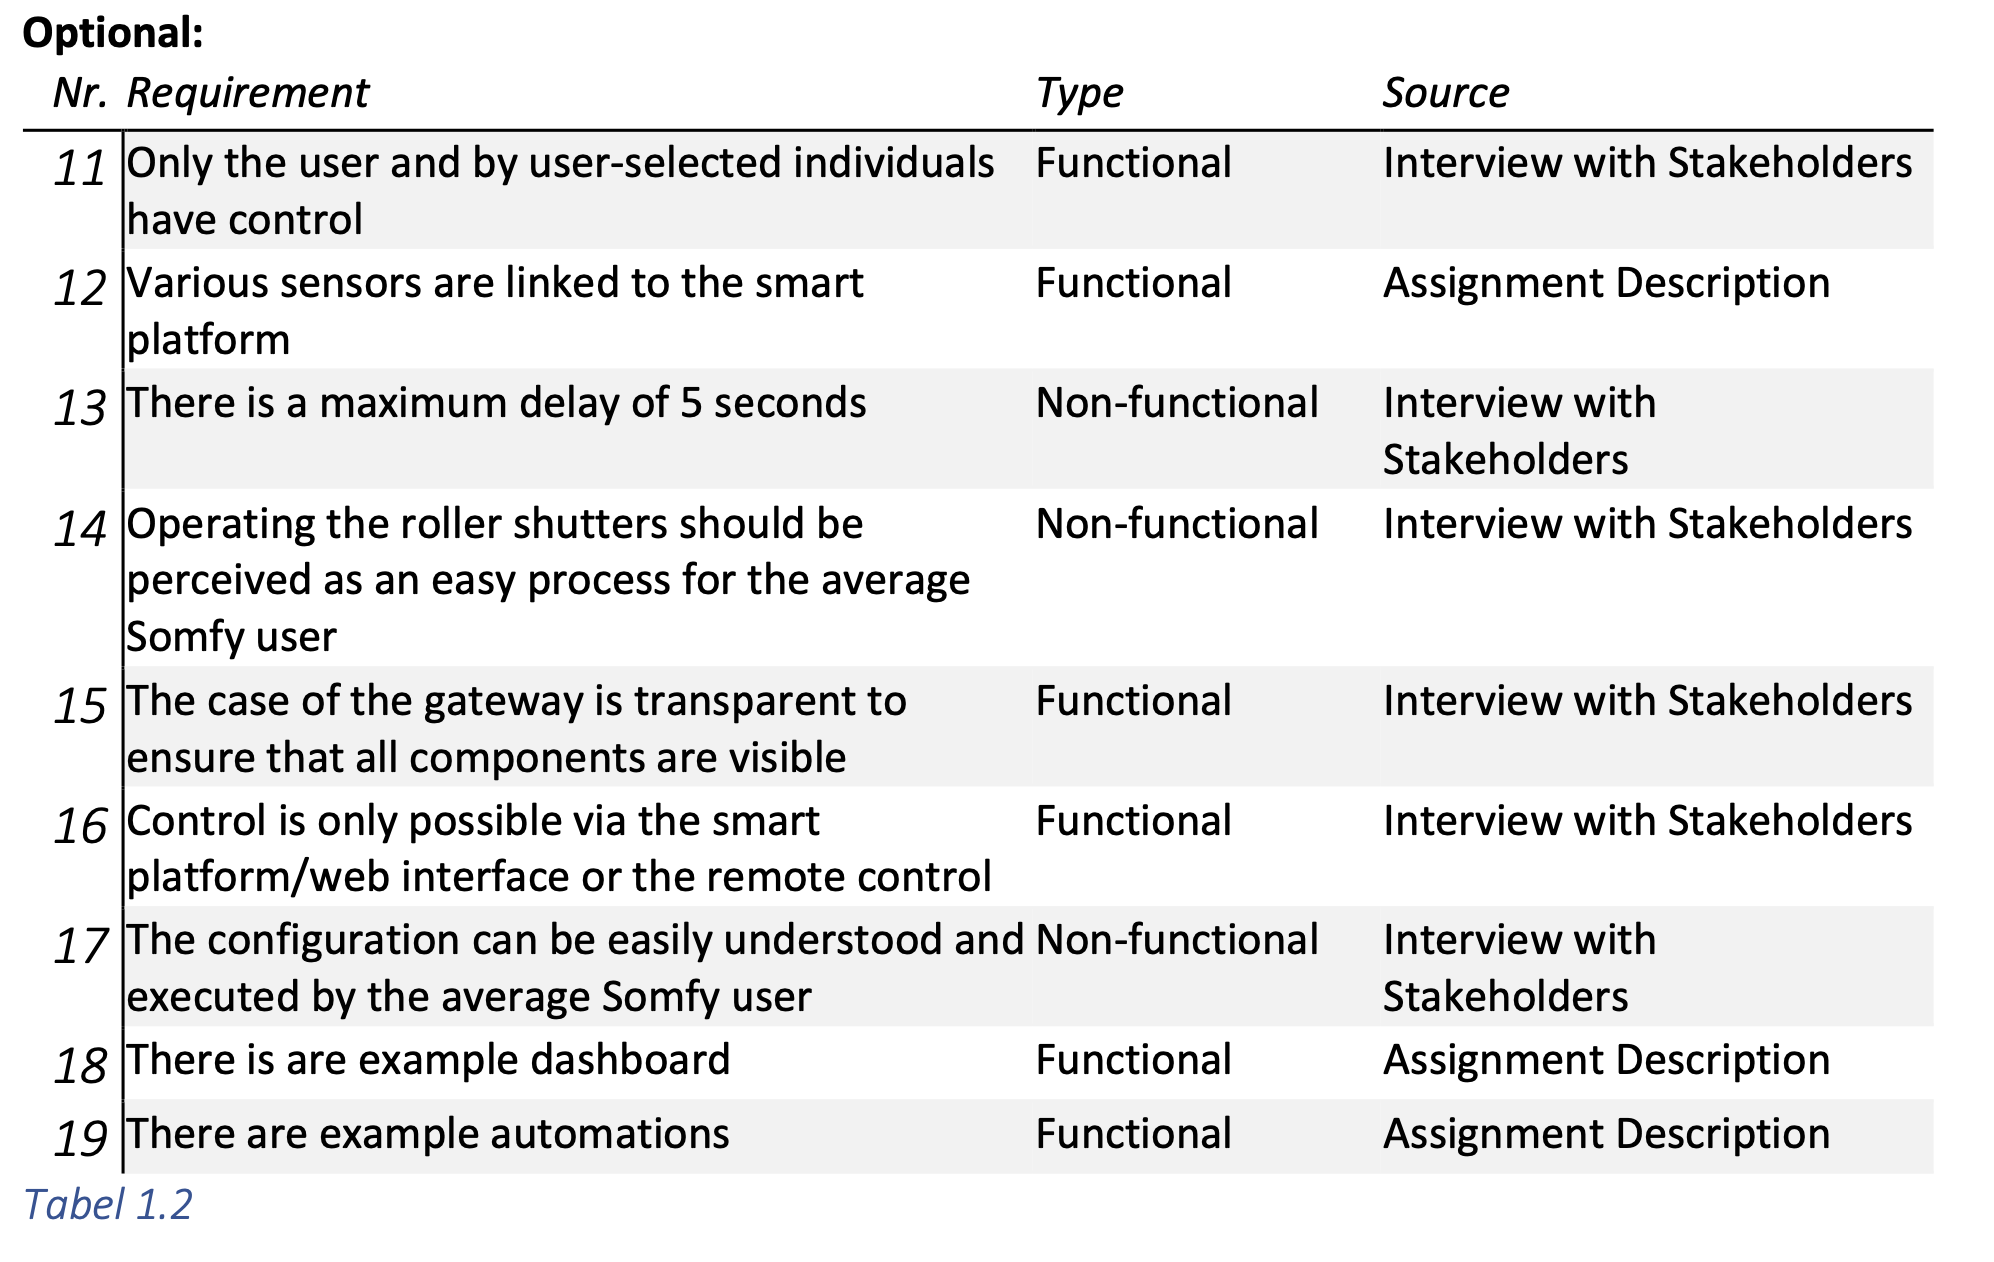 Optional:
Nr. Requirement Type Source
11 Only the user and by user-selected individuals Functional Interview with Stakeholders
have control
12 Various sensors are linked to the smart Functional Assignment Description
platform
13 There is a maximum delay of 5 seconds Non-functional Interview with
Stakeholders
14 Operating the roller shutters should be Non-functional Interview with Stakeholders
perceived as an easy process for the average
Somfy user
15 The case of the gateway is transparent to Functional Interview with Stakeholders
ensure that all components are visible
16 Control is only possible via the smart Functional Interview with Stakeholders
platform/web interface or the remote control
17 The configuration can be easily understood and Non-functional Interview with
executed by the average Somfy user Stakeholders
18 There is are example dashboard Functional Assignment Description
19 There are example automations Functional Assignment Description
Tabel 1.2